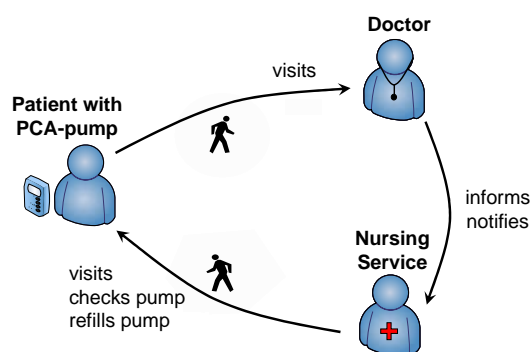 Doctor
visits
Patient with
PCA-pump
informs
notifies
Nursing
Service
visits
checks pump
refills pump